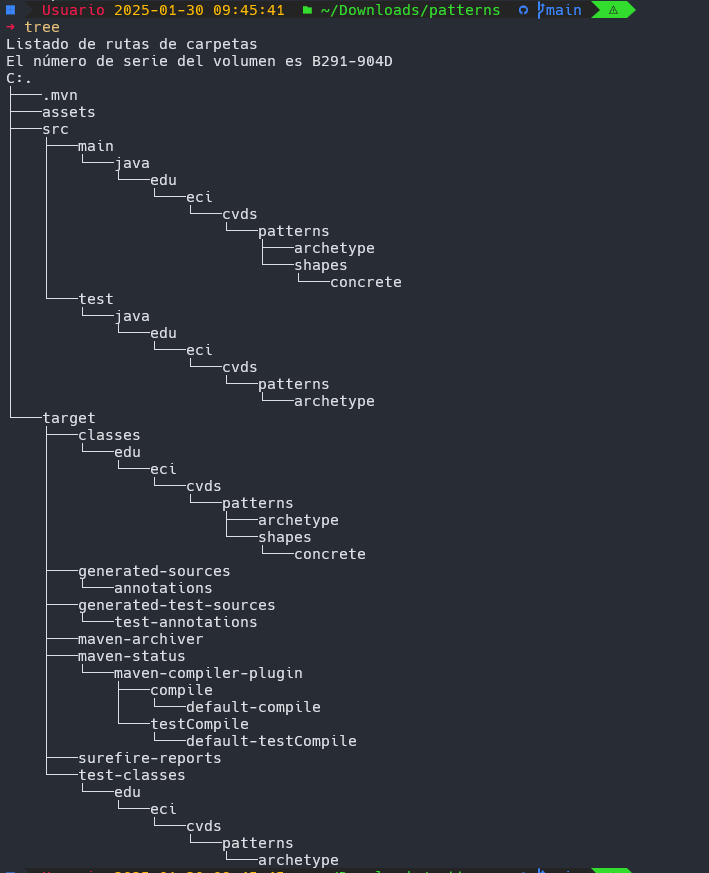 Usuario 2025-01-30 09:45:41 ~/Downloads/patterns main
→ tree
Listado de rutas de carpetas
El número de serie del volumen es B291-904D
C:.
├───.mvn
├───assets
├───src
│   ├───main
│   │   └───java
│   │       └───edu
│   │           └───eci
│   │               └───cvds
│   │                   └───patterns
│   │                       ├───archetype
│   │                       └───shapes
│   │                           └───concrete
│   └───test
│       └───java
│           └───edu
│               └───eci
│                   └───cvds
│                       └───patterns
│                           └───archetype
└───target
    ├───classes
    │   └───edu
    │       └───eci
    │           └───cvds
    │               └───patterns
    │                   ├───archetype
    │                   └───shapes
    │                       └───concrete
    ├───generated-sources
    │   └───annotations
    ├───generated-test-sources
    │   └───test-annotations
    ├───maven-archiver
    ├───maven-status
    │   └───maven-compiler-plugin
    │       ├───compile
    │       │   └───default-compile
    │       └───testCompile
    │           └───default-testCompile
    ├───surefire-reports
    └───test-classes
        └───edu
            └───eci
                └───cvds
                    └───patterns
                        └───archetype